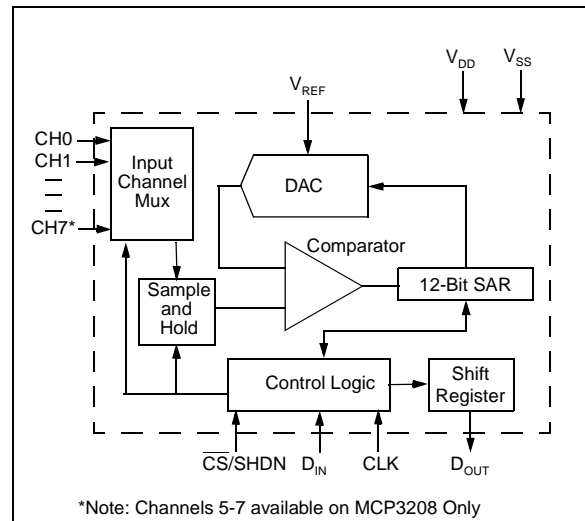 V_DD
V_SS
V_REF
CH0
CH1
CH7*
Input
Channel
Mux
DAC
Comparator
Sample
and
Hold
12-Bit SAR
Control Logic
Shift
Register
C̅S̅/SHDN
D_IN
CLK
D_OUT
*Note: Channels 5-7 available on MCP3208 Only